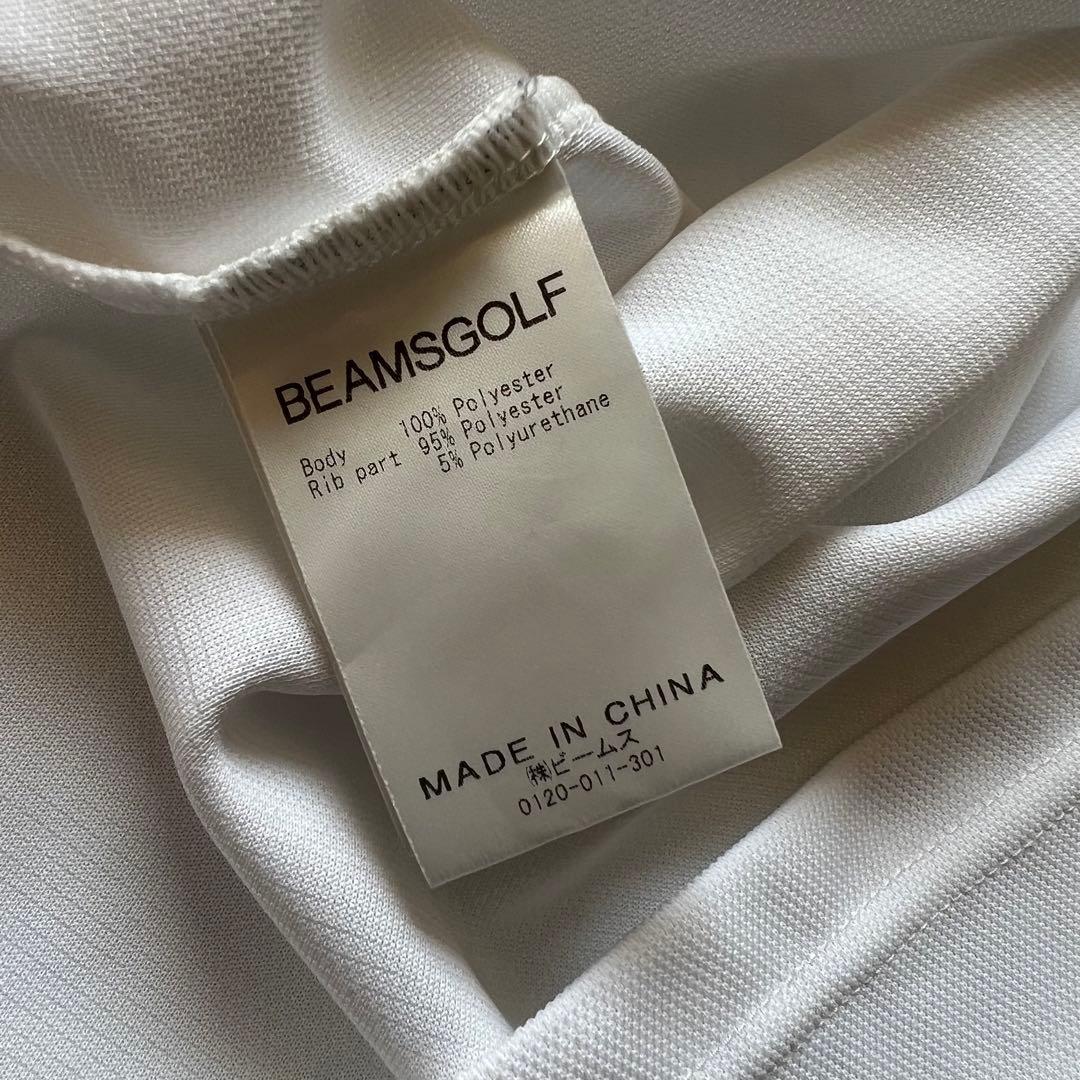 BEAMSGOLF
Body 100% Polyester
Rib part 95% Polyester
5% Polyurethane
MADE IN CHINA
㈱ビームス
0120-011-301